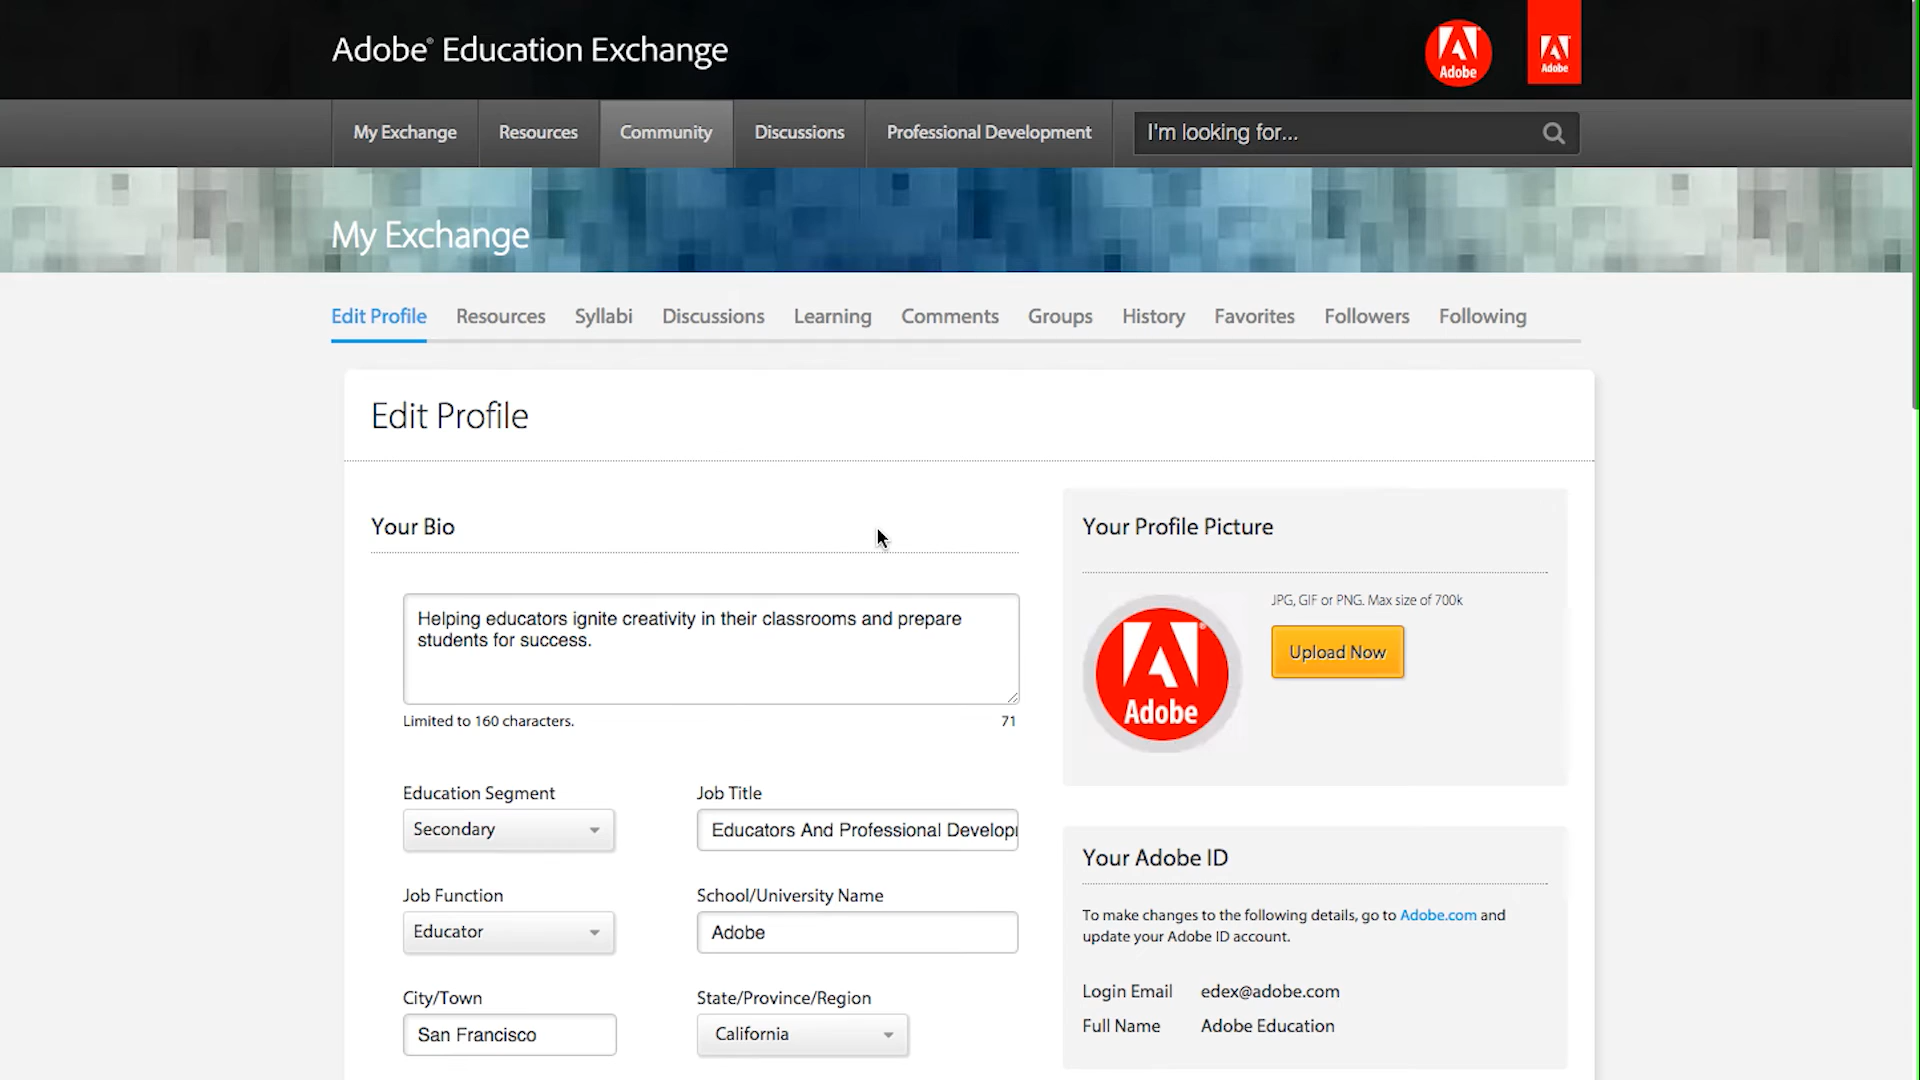 Adobe® Education Exchange
Adobe
Adobe
My Exchange
Resources
Community
Discussions
Professional Development
I'm looking for...
My Exchange
Edit Profile
Resources
Syllabi
Discussions
Learning
Comments
Groups
History
Favorites
Followers
Following
Edit Profile
Your Bio
Helping educators ignite creativity in their classrooms and prepare
students for success.
Limited to 160 characters.
71
Education Segment
Secondary
Job Title
Educators And Professional Develop
Job Function
Educator
School/University Name
Adobe
City/Town
San Francisco
State/Province/Region
California
Your Profile Picture
JPG, GIF or PNG. Max size of 700k
Upload Now
Adobe
Your Adobe ID
To make changes to the following details, go to Adobe.com and
update your Adobe ID account.
Login Email edex@adobe.com
Full Name Adobe Education